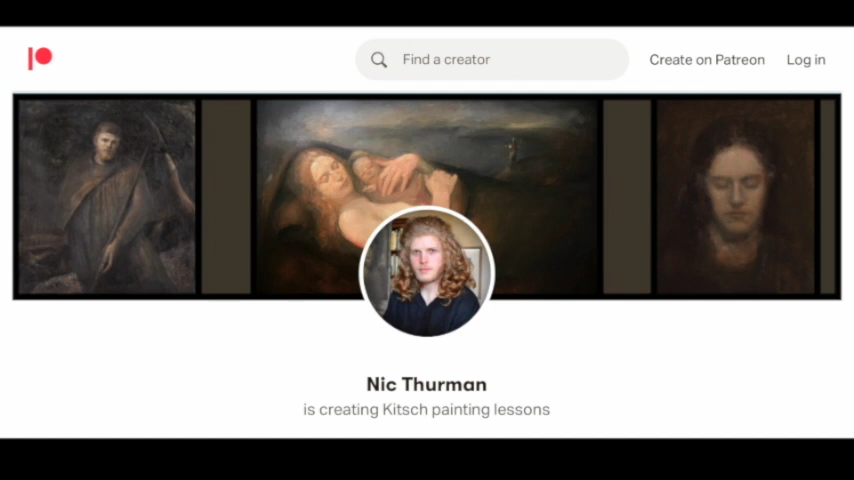 Find a creator
Create on Patreon
Log in
Nic Thurman
is creating Kitsch painting lessons